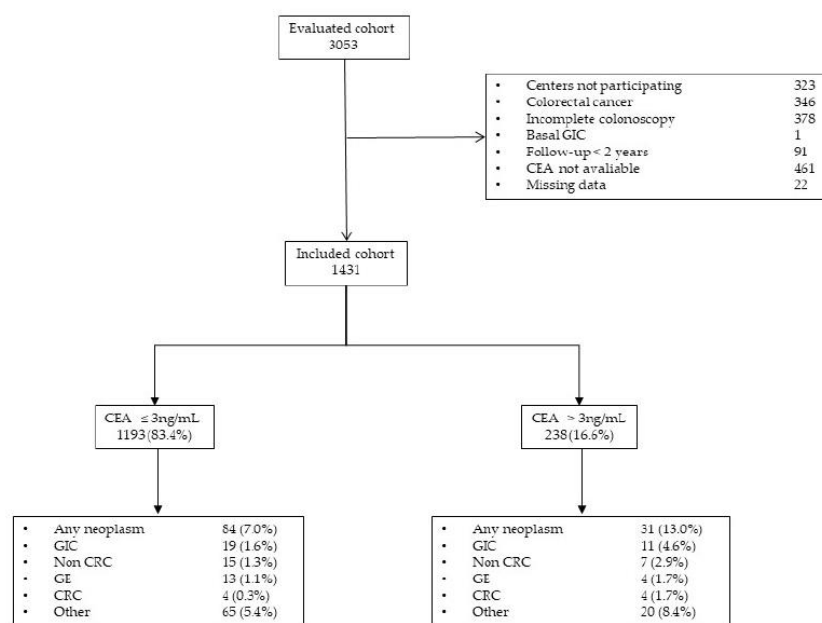 Evaluated cohort
3053
• Centers not participating 323
• Colorectal cancer 346
• Incomplete colonoscopy 378
• Basal GIC 1
• Follow-up < 2 years 91
• CEA not avaliable 461
• Missing data 22
Included cohort
1431
CEA ≤ 3ng/mL
1193(83.4%)
CEA > 3ng/mL
238(16.6%)
• Any neoplasm 84 (7.0%)
• GIC 19 (1.6%)
• Non CRC 15 (1.3%)
• GE 13 (1.1%)
• CRC 4 (0.3%)
• Other 65 (5.4%)
• Any neoplasm 31 (13.0%)
• GIC 11 (4.6%)
• Non CRC 7 (2.9%)
• GE 4 (1.7%)
• CRC 4 (1.7%)
• Other 20 (8.4%)